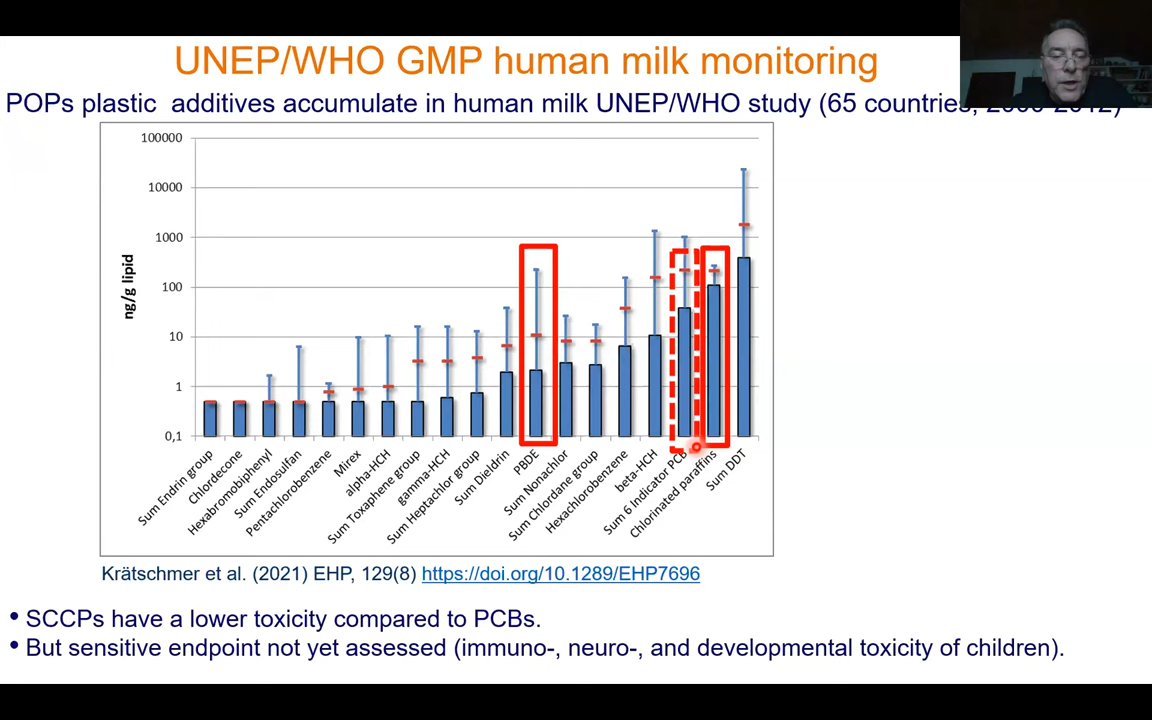 UNEP/WHO GMP human milk monitoring
POPs plastic additives accumulate in human milk UNEP/WHO study (65 countries,
100000
10000
1000
100
10
1
0,1
ng/g lipid
Sum Endrin group
Chlordecone
Hexabromobiphenyl
Sum Endosulfan
Pentachlorobenzene
Mirex
alpha-HCH
Sum Toxaphene group
gamma-HCH
Sum Heptachlor group
Sum Dieldrin
PBDE
Sum Nonachlor
Sum Chlordane group
Hexachlorobenzene
beta-HCH
Sum 6 Indicator PCB
Chlorinated paraffins
Sum DDT
Krätschmer et al. (2021) EHP, 129(8) https://doi.org/10.1289/EHP7696
• SCCPs have a lower toxicity compared to PCBs.
• But sensitive endpoint not yet assessed (immuno-, neuro-, and developmental toxicity of children).